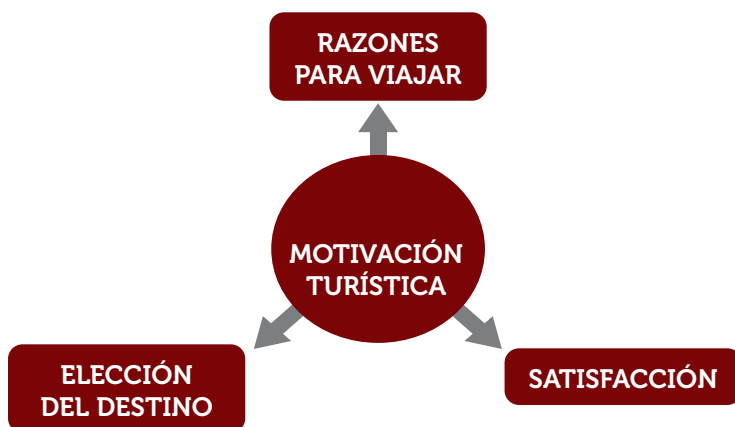 RAZONES
PARA VIAJAR
MOTIVACIÓN
TURÍSTICA
ELECCIÓN
DEL DESTINO
SATISFACCIÓN